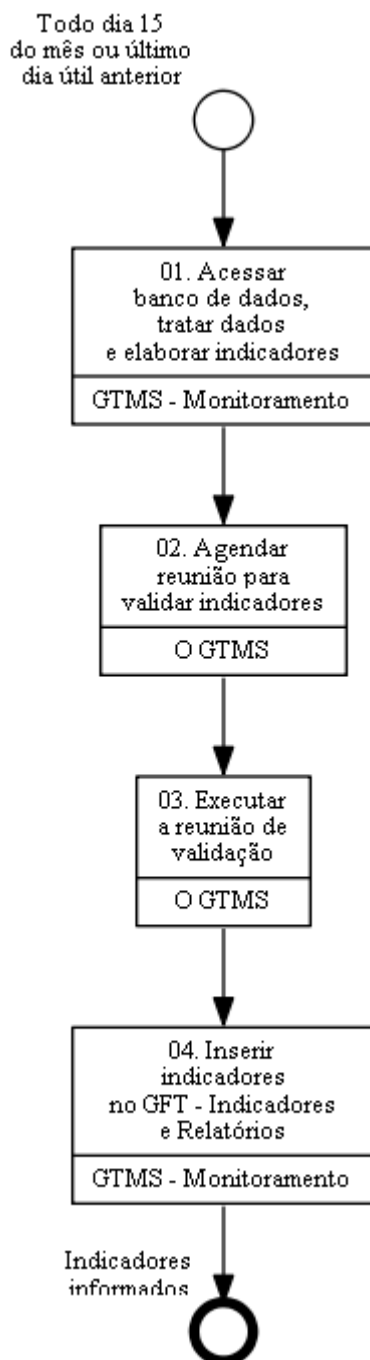 Todo dia 15
do mês ou último
dia útil anterior
01. Acessar
banco de dados,
tratar dados
e elaborar indicadores
GTMS - Monitoramento
02. Agendar
reunião para
validar indicadores
O GTMS
03. Executar
a reunião de
validação
O GTMS
04. Inserir
indicadores
no GFT - Indicadores
e Relatórios
GTMS - Monitoramento
Indicadores
informados